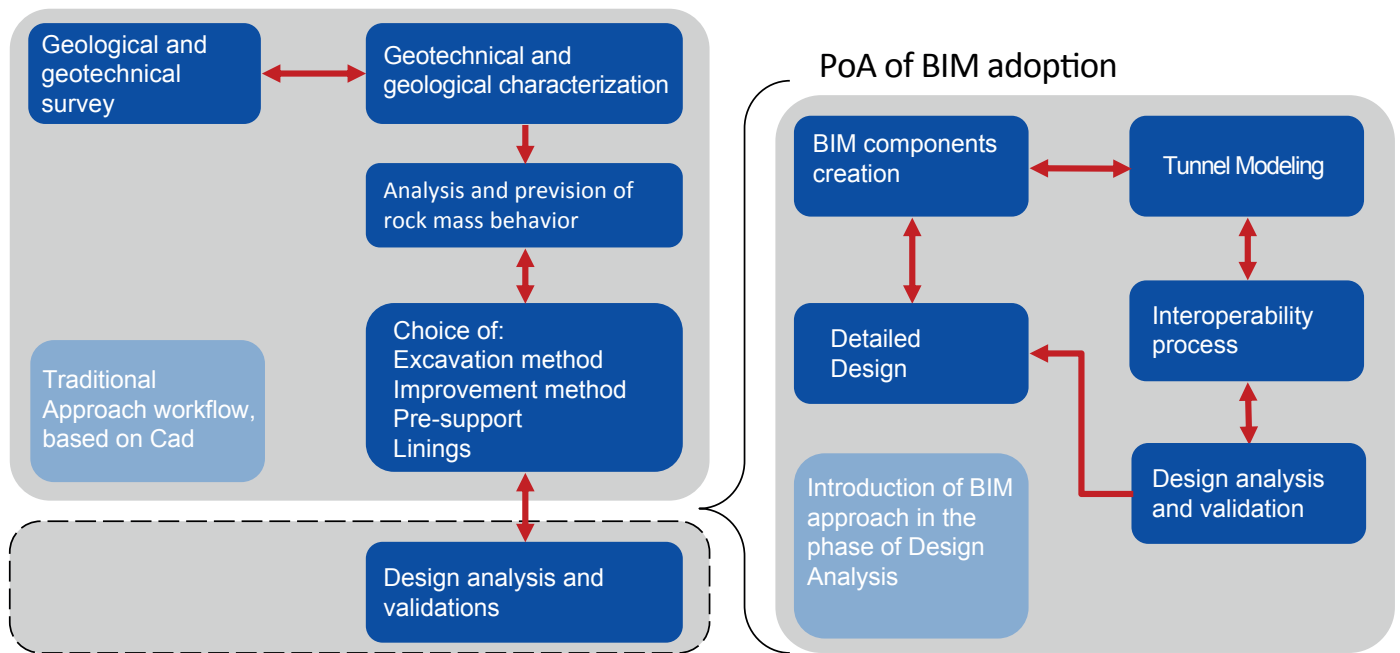 Geological and
geotechnical
survey
Geotechnical and
geological characterization
Analysis and prevision of
rock mass behavior
Choice of:
Excavation method
Improvement method
Pre-support
Linings
Traditional
Approach workflow,
based on Cad
Design analysis and
validations
PoA of BIM adoption
BIM components
creation
Tunnel Modeling
Detailed
Design
Interoperability
process
Introduction of BIM
approach in the
phase of Design
Analysis
Design analysis
and validation